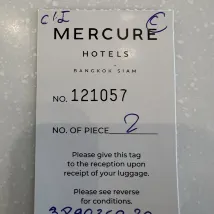 C/I C
MERCURE
HOTELS
BANGKOK SIAM
NO. 121057
NO. OF PIECE 2
Please give this tag
to the reception upon
receipt of your luggage.
Please see reverse
for conditions.